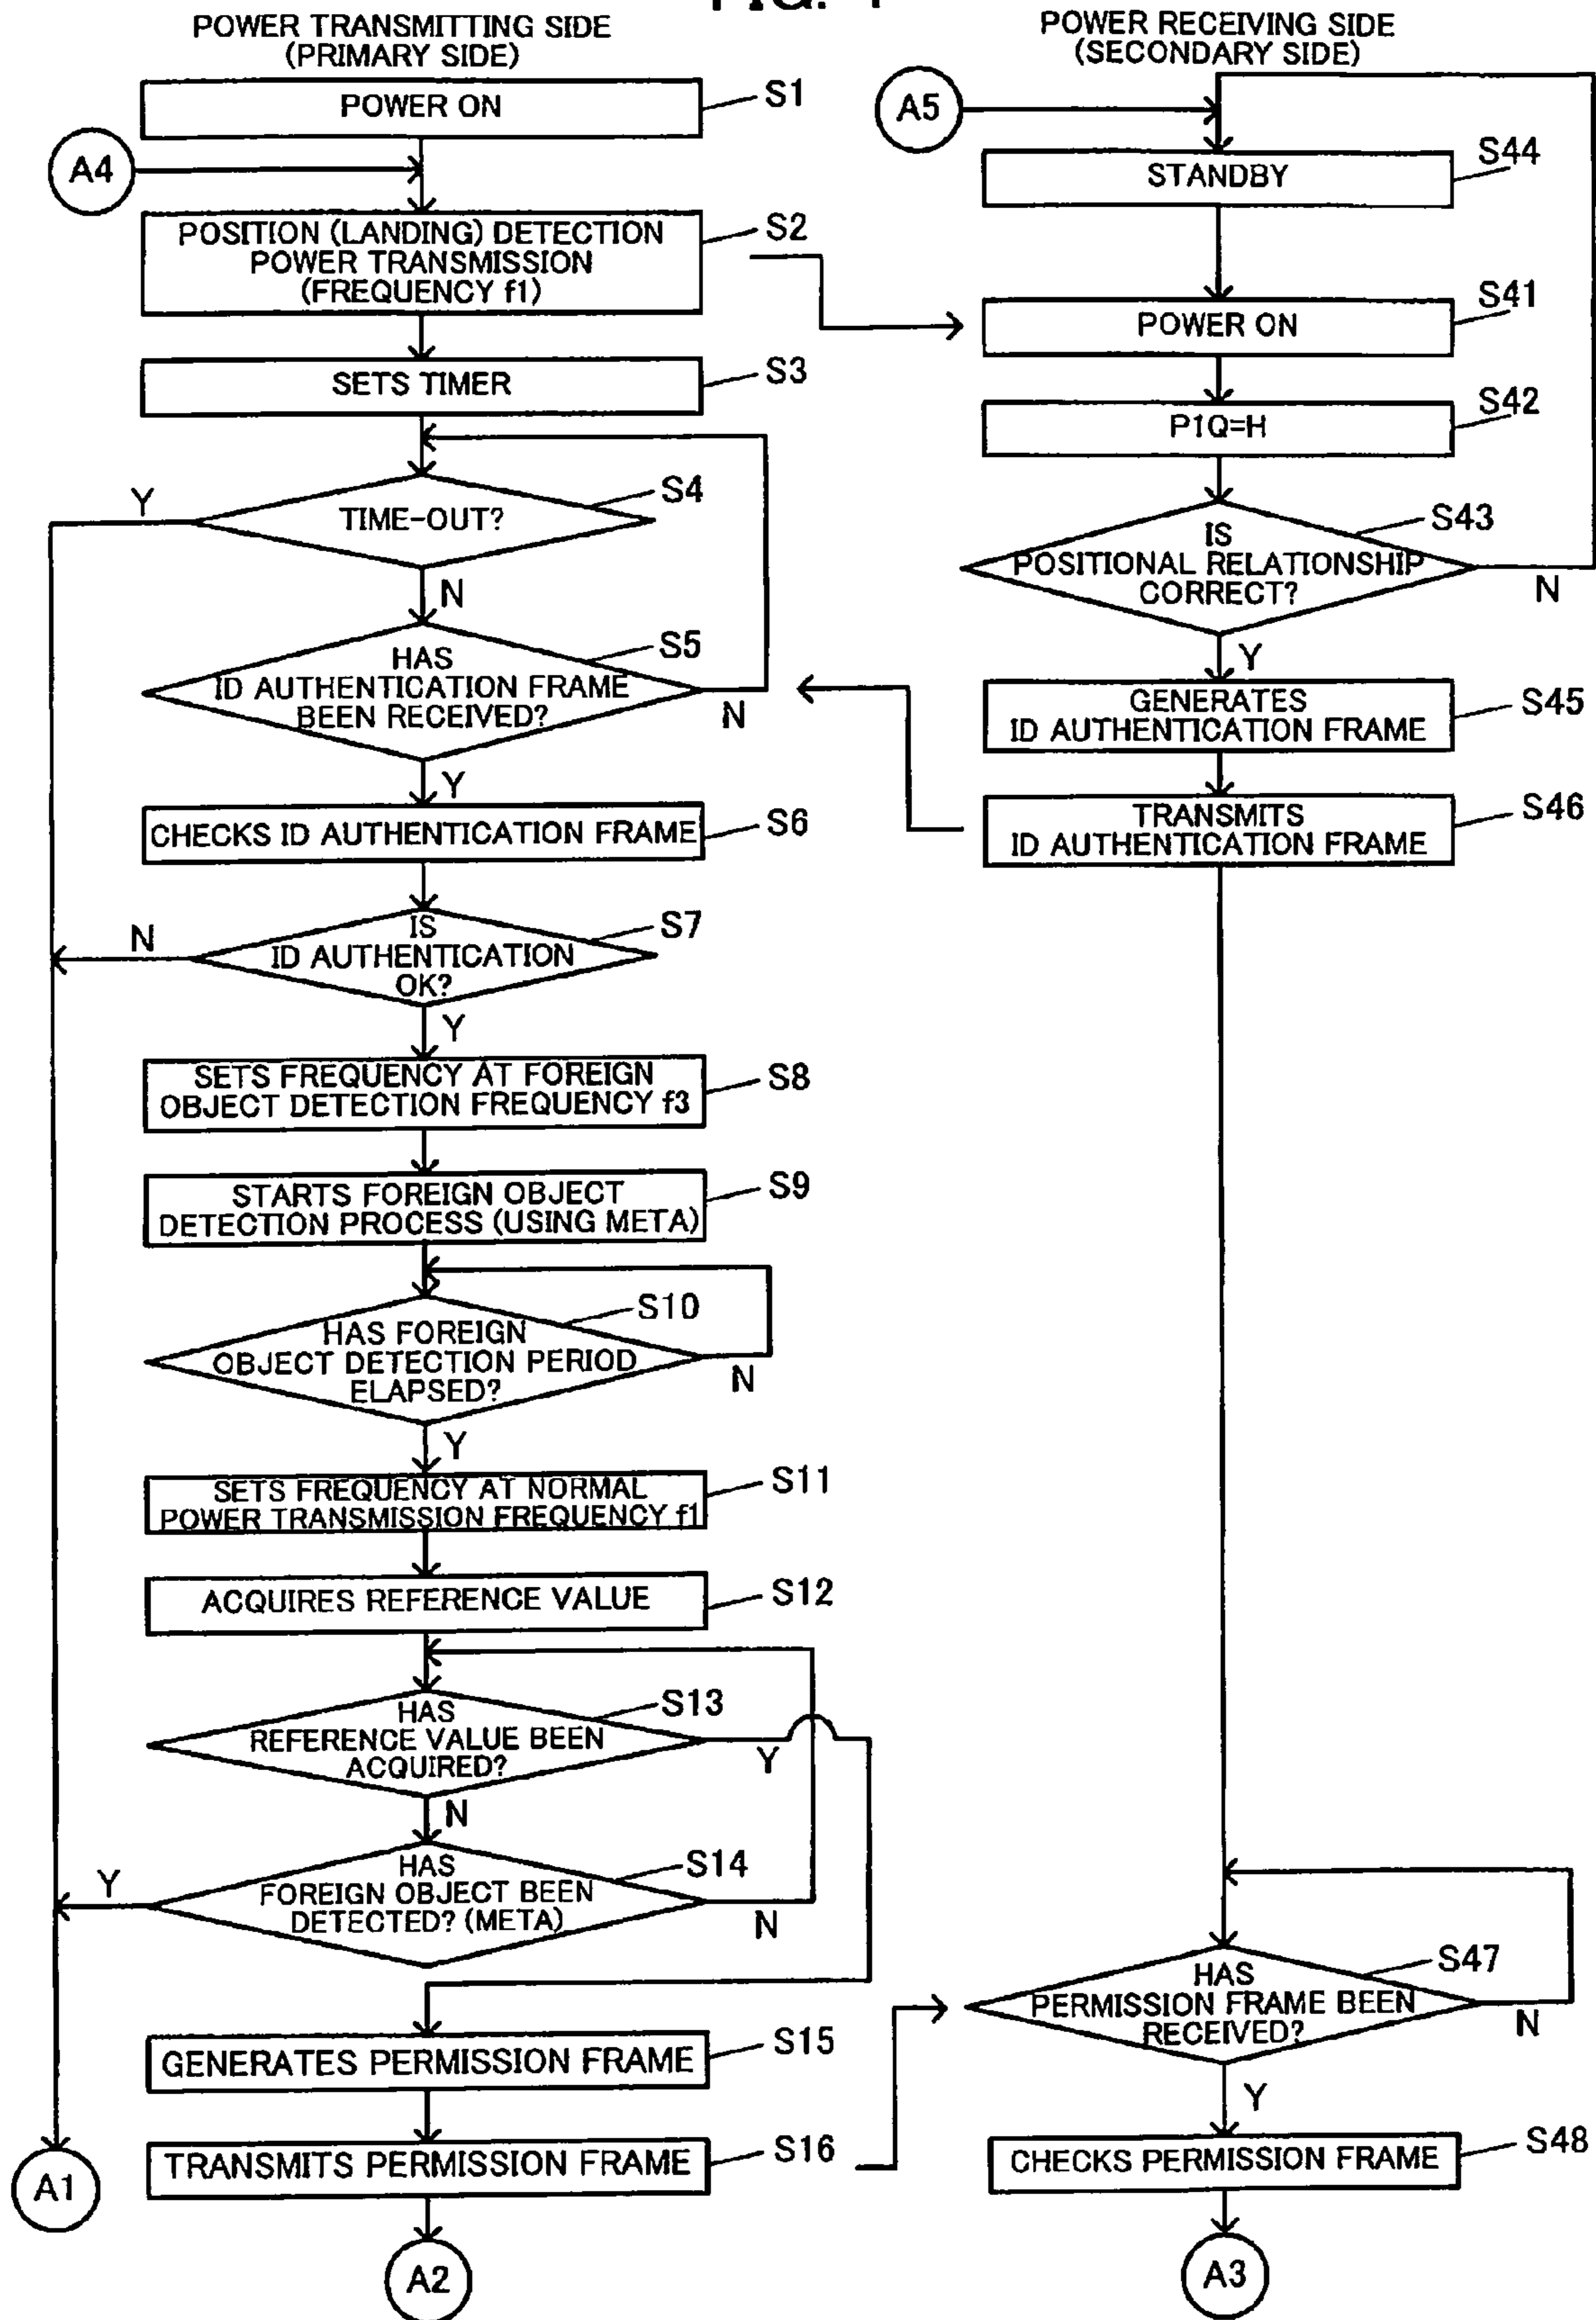 POWER TRANSMITTING SIDE
(PRIMARY SIDE)
POWER ON
S1
A4
POSITION (LANDING) DETECTION
POWER TRANSMISSION
(FREQUENCY f1)
S2
SETS TIMER
S3
TIME-OUT?
S4
Y
N
HAS
ID AUTHENTICATION FRAME
BEEN RECEIVED?
S5
N
Y
CHECKS ID AUTHENTICATION FRAME
S6
IS
ID AUTHENTICATION
OK?
S7
N
Y
SETS FREQUENCY AT FOREIGN
OBJECT DETECTION FREQUENCY f3
S8
STARTS FOREIGN OBJECT
DETECTION PROCESS (USING META)
S9
HAS FOREIGN
OBJECT DETECTION PERIOD
ELAPSED?
S10
N
Y
SETS FREQUENCY AT NORMAL
POWER TRANSMISSION FREQUENCY f1
S11
ACQUIRES REFERENCE VALUE
S12
HAS
REFERENCE VALUE BEEN
ACQUIRED?
S13
Y
N
HAS
FOREIGN OBJECT BEEN
DETECTED? (META)
S14
Y
N
GENERATES PERMISSION FRAME
S15
TRANSMITS PERMISSION FRAME
S16
A1
A2
POWER RECEIVING SIDE
(SECONDARY SIDE)
A5
STANDBY
S44
POWER ON
S41
P1Q=H
S42
IS
POSITIONAL RELATIONSHIP
CORRECT?
S43
N
Y
GENERATES
ID AUTHENTICATION FRAME
S45
TRANSMITS
ID AUTHENTICATION FRAME
S46
HAS
PERMISSION FRAME BEEN
RECEIVED?
S47
N
Y
CHECKS PERMISSION FRAME
S48
A3